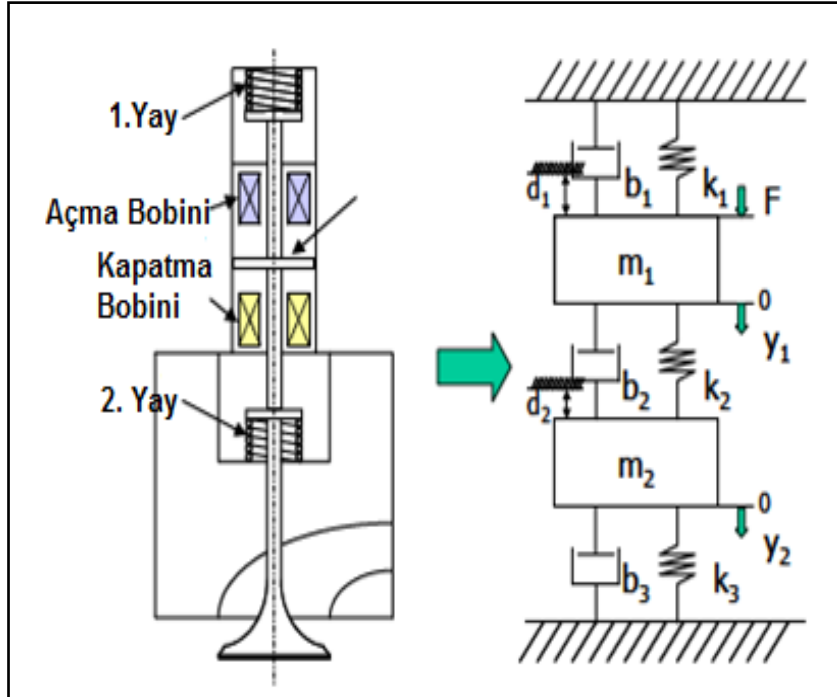 1.Yay
Açma Bobini
Kapatma
Bobini
2. Yay
d₁
b₁
k₁
F
m₁
0
y₁
d₂
b₂
k₂
m₂
0
y₂
b₃
k₃